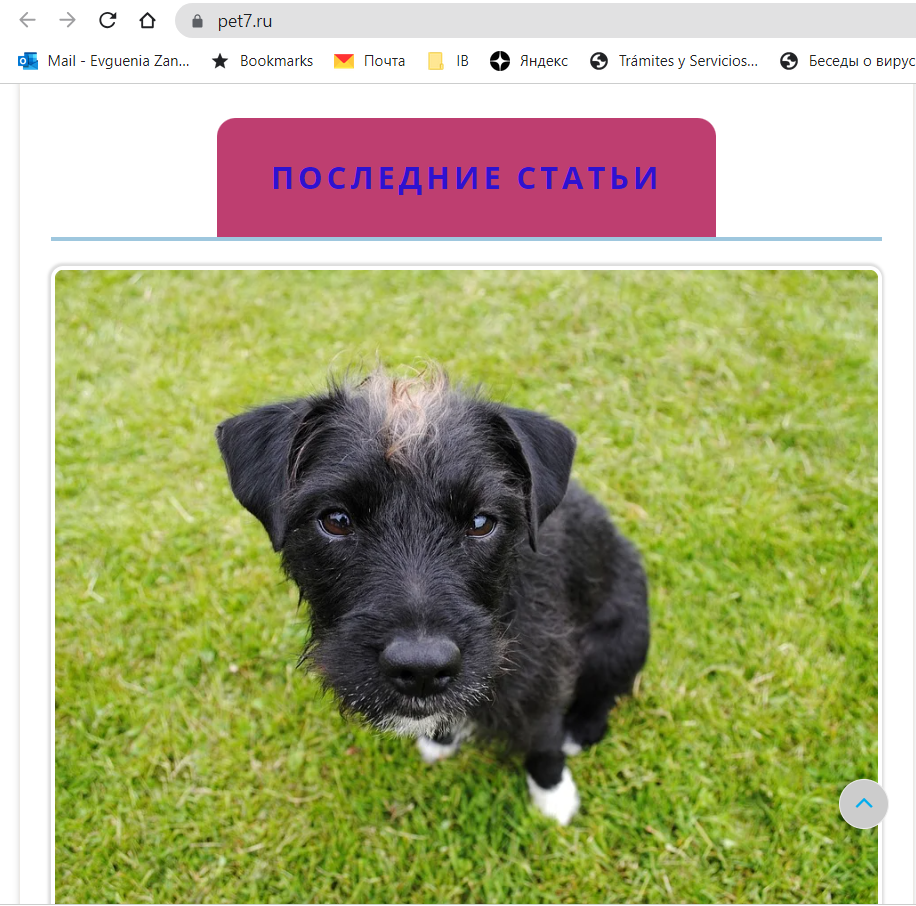 pet7.ru
Mail - Evguenia Zan... Bookmarks Почта IB Яндекс Trámites y Servicios... Беседы о вирус
ПОСЛЕДНИЕ СТАТЬИ